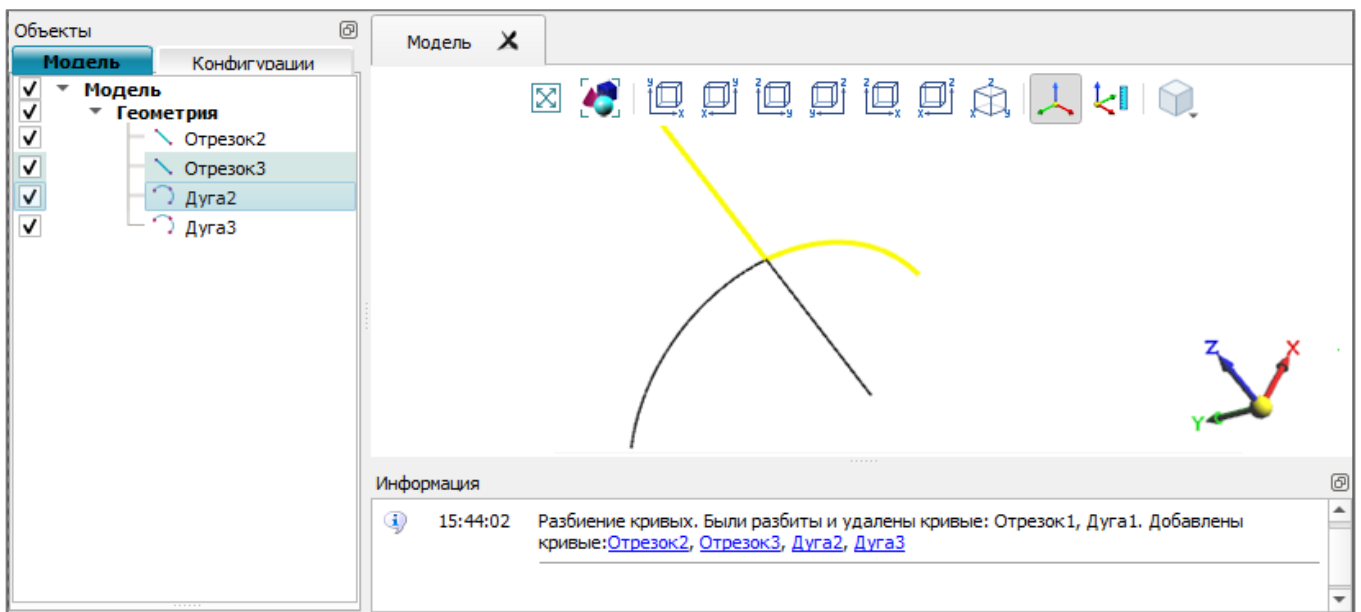 Объекты
Модель
Конфигурации
Модель
Геометрия
Отрезок2
Отрезок3
Дуга2
Дуга3
Модель
y
x
y
x
z
y
z
y
z
x
z
x
z
x y
Z
X
Y
Информация
15:44:02 Разбиение кривых. Были разбиты и удалены кривые: Отрезок1, Дуга1. Добавлены
кривые:Отрезок2, Отрезок3, Дуга2, Дуга3